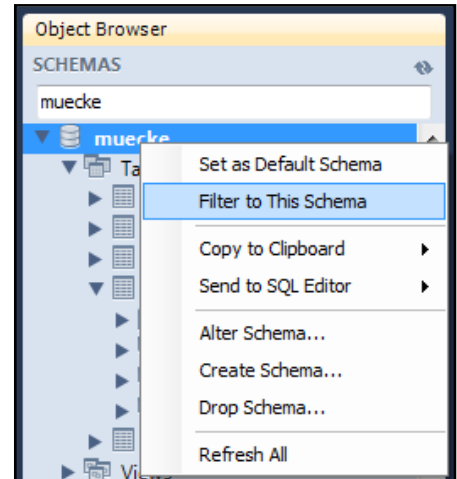 Object Browser
SCHEMAS
muecke
muecke
Ta
Set as Default Schema
Filter to This Schema
Copy to Clipboard
Send to SQL Editor
Alter Schema...
Create Schema...
Drop Schema...
Refresh All
Views